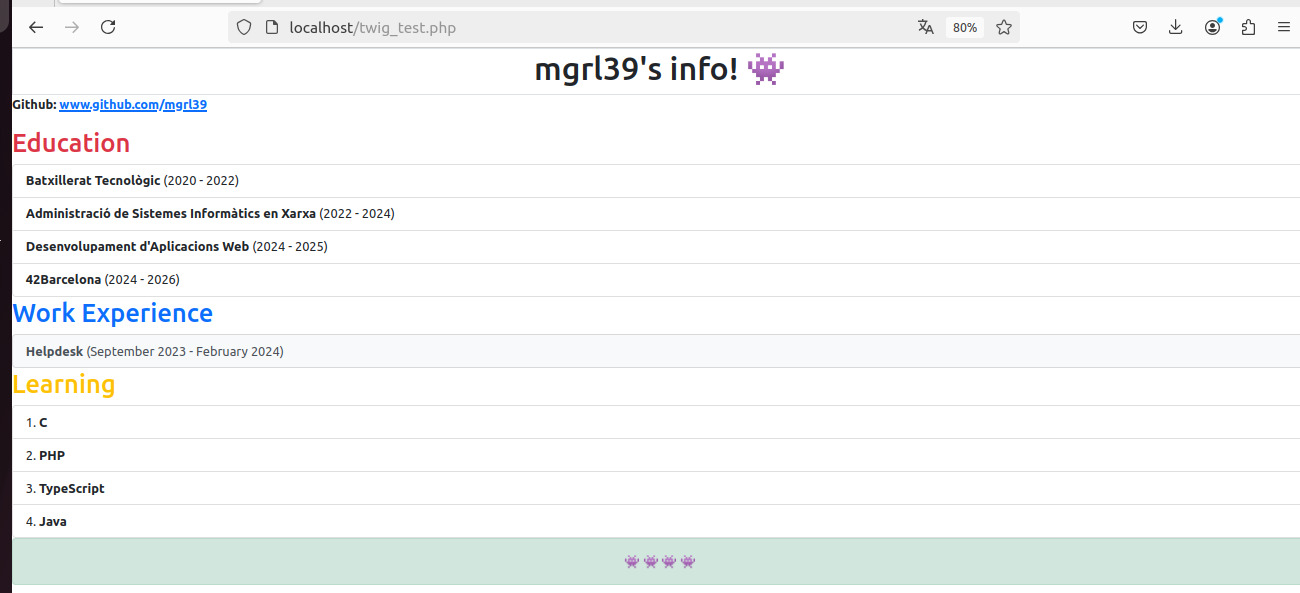 localhost/twig_test.php
80%
mgrl39's info! 👾
Github: www.github.com/mgrl39
Education
Batxillerat Tecnològic (2020 - 2022)
Administració de Sistemes Informàtics en Xarxa (2022 - 2024)
Desenvolupament d'Aplicacions Web (2024 - 2025)
42Barcelona (2024 - 2026)
Work Experience
Helpdesk (September 2023 - February 2024)
Learning
1. C
2. PHP
3. TypeScript
4. Java
👾 👾 👾 👾